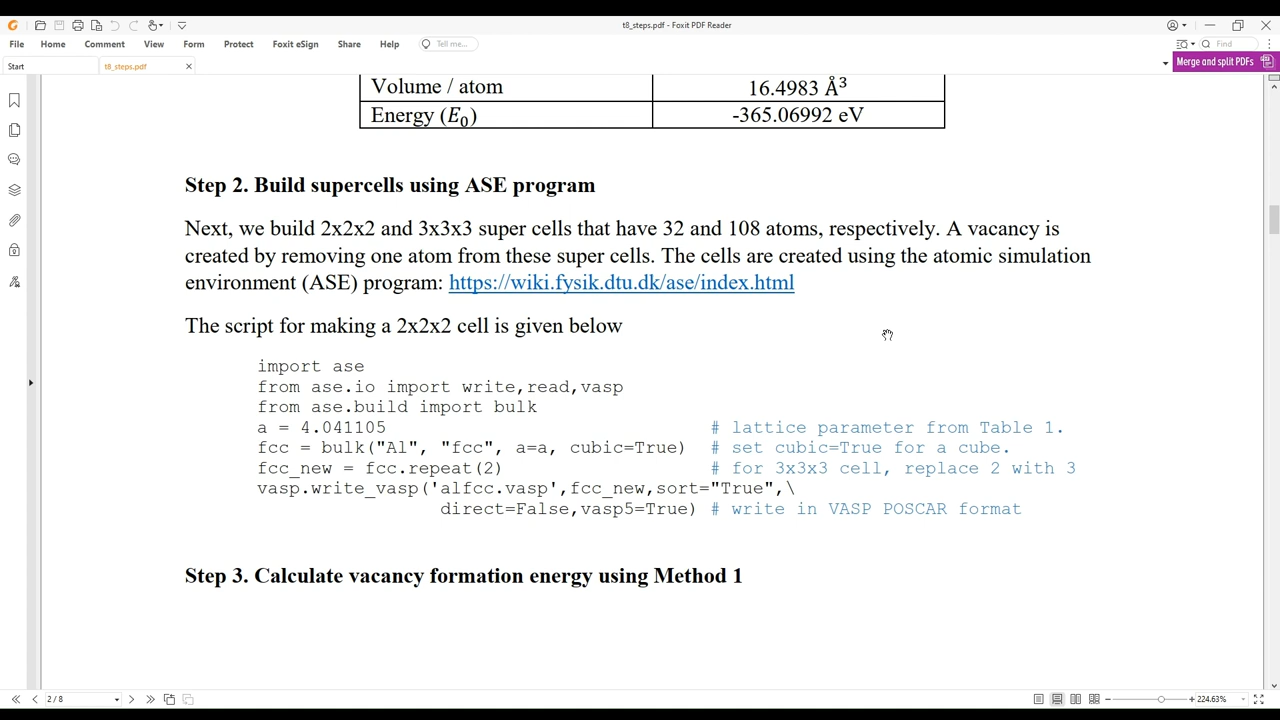 t8_steps.pdf - Foxit PDF Reader
File Home Comment View Form Protect Foxit eSign Share Help Tell me... Find
Start t8_steps.pdf Merge and split PDFs
Volume / atom 16.4983 Å³
Energy (E₀) -365.06992 eV
Step 2. Build supercells using ASE program
Next, we build 2x2x2 and 3x3x3 super cells that have 32 and 108 atoms, respectively. A vacancy is
created by removing one atom from these super cells. The cells are created using the atomic simulation
environment (ASE) program: https://wiki.fysik.dtu.dk/ase/index.html
The script for making a 2x2x2 cell is given below
import ase
from ase.io import write,read,vasp
from ase.build import bulk
a = 4.041105 # lattice parameter from Table 1.
fcc = bulk("Al", "fcc", a=a, cubic=True) # set cubic=True for a cube.
fcc_new = fcc.repeat(2) # for 3x3x3 cell, replace 2 with 3
vasp.write_vasp('alfcc.vasp',fcc_new,sort="True",\
direct=False,vasp5=True) # write in VASP POSCAR format
Step 3. Calculate vacancy formation energy using Method 1
2 / 8 224.63%